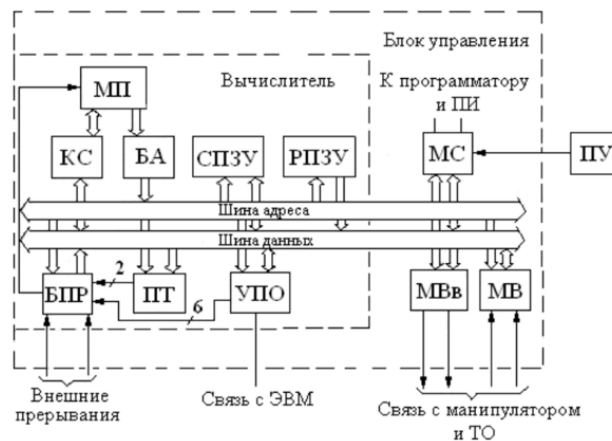 Блок управления
Вычислитель
К программатору
и ПИ
МП
КС
БА
СПЗУ
РПЗУ
МС
ПУ
Шина адреса
Шина данных
2
БПР
ПТ
6
УПО
МВв
МВ
Внешние
прерывания
Связь с ЭВМ
Связь с манипулятором
и ТО